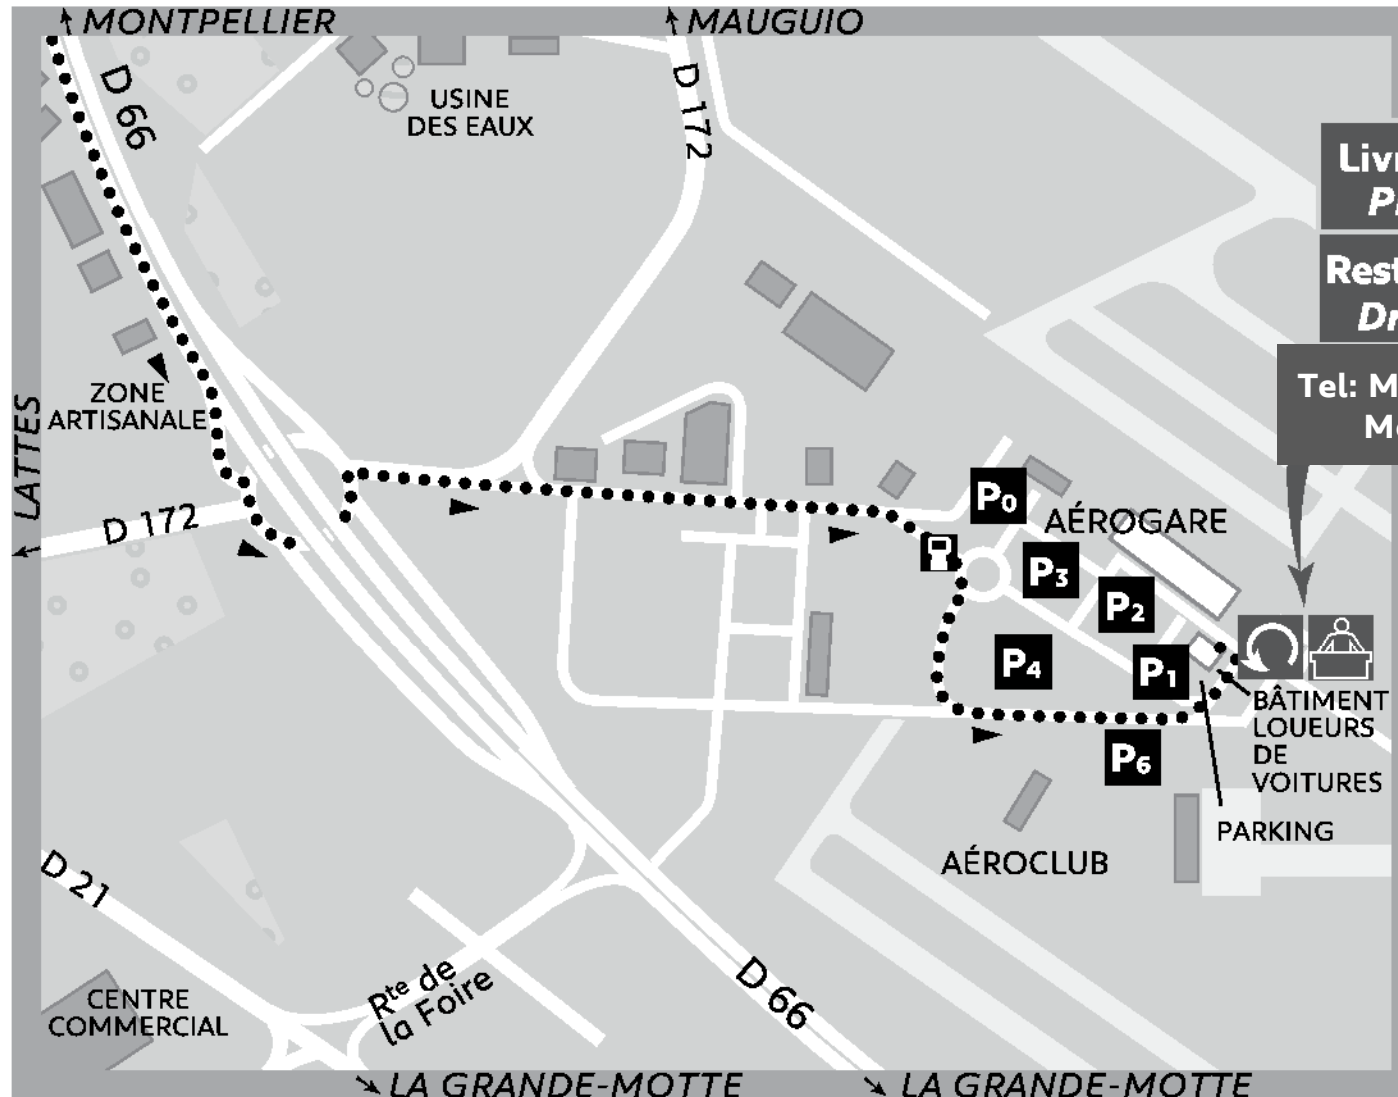 MONTPELLIER
MAUGUIO
D 66
D 172
USINE
DES EAUX
ZONE
ARTISANALE
LATTES
D 172
P0
AÉROGARE
P3
P2
P4
P1
P6
BÂTIMENT
LOUEURS
DE
VOITURES
PARKING
AÉROCLUB
D 21
CENTRE
COMMERCIAL
Rte de
la Foire
D 66
LA GRANDE-MOTTE
LA GRANDE-MOTTE
Tel: